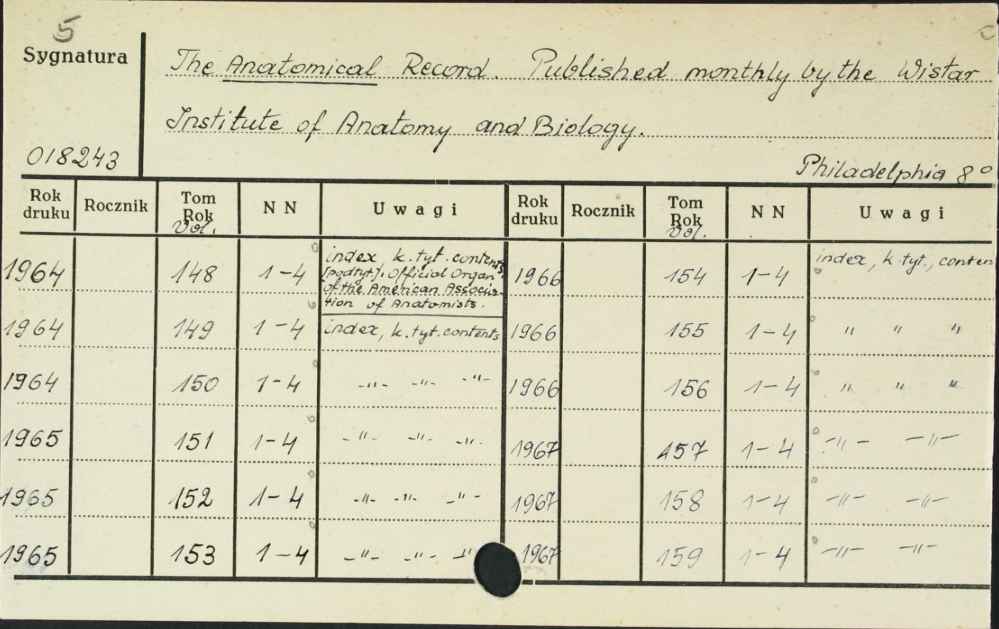 5
Sygnatura
The Anatomical Record. Published monthly by the Wistar
Institute of Anatomy and Biology.
018243
Philadelphia 8°
Rok druku Rocznik Tom Rok Vol. NN Uwagi Rok druku Rocznik Tom Rok Vol. NN Uwagi
1964 148 1-4 index, k. tyt. contents
[podtyt]: Official Organ
of the American Associa-
tion of Anatomists.
1966 154 1-4 index, k tyt., conten
1964 149 1-4 index, k. tyt. contents 1966 155 1-4 " " "
1964 150 1-4 -"- -"- -"- 1966 156 1-4 " " "
1965 151 1-4 -"- -"- -"- 1967 157 1-4 -"- -"-
1965 152 1-4 -"- -"- -"- 1967 158 1-4 -"- -"-
1965 153 1-4 -"- -"- -"- 1967 159 1-4 -"- -"-